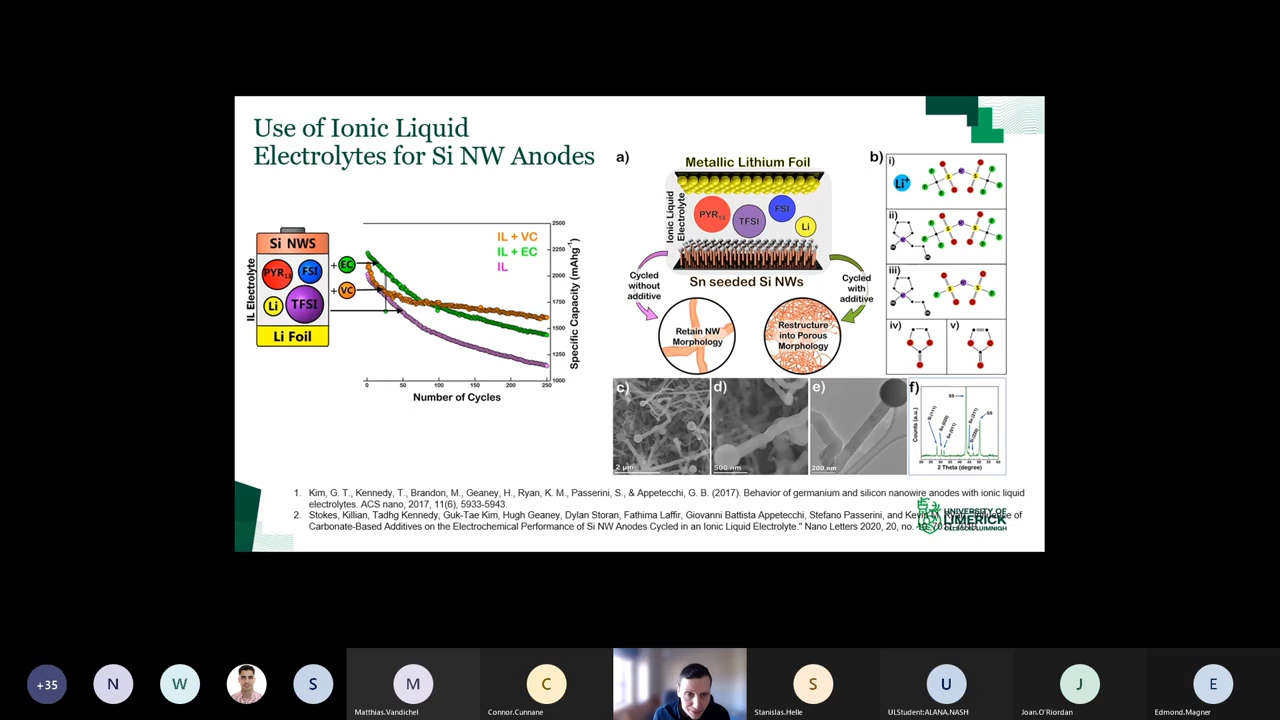 Use of Ionic Liquid
Electrolytes for Si NW Anodes
IL Electrolyte
Si NWS
PYR13
FSI
Li
TFSI
Li Foil
+ EC
+ VC
IL + VC
IL + EC
IL
2500
2250
2000
1750
1500
1250
1000
Specific Capacity (mAhg-1)
0 50 100 150 200 250
Number of Cycles
a)
Metallic Lithium Foil
Ionic Liquid
Electrolyte
PYR13
TFSI
FSI
Li
Sn seeded Si NWs
Cycled
without
additive
Cycled
with
additive
Retain NW
Morphology
Restructure
into Porous
Morphology
b)
i)
Li+
ii)
iii)
iv)
v)
c)
2 µm
d)
500 nm
e)
200 nm
f)
Counts (a.u.)
Si (111)
SS
SS
2 Theta (degree)
1. Kim, G. T., Kennedy, T., Brandon, M., Geaney, H., Ryan, K. M., Passerini, S., & Appetecchi, G. B. (2017). Behavior of germanium and silicon nanowire anodes with ionic liquid
electrolytes. ACS nano, 2017, 11(6), 5933-5943.
2. Stokes, Killian, Tadhg Kennedy, Guk-Tae Kim, Hugh Geaney, Dylan Storan, Fathima Laffir, Giovanni Battista Appetecchi, Stefano Passerini, and Kevin of
Carbonate-Based Additives on the Electrochemical Performance of Si NW Anodes Cycled in an Ionic Liquid Electrolyte." Nano Letters 2020, 20, no.
UNIVERSITY OF
LIMERICK
OLLSCOIL LUIMNIGH
+35
N
W
S
M
Matthias.Vandichel
C
Connor.Cunnane
S
Stanislas.Helle
U
ULStudent:ALANA.NASH
J
Joan.O'Riordan
E
Edmond.Magner